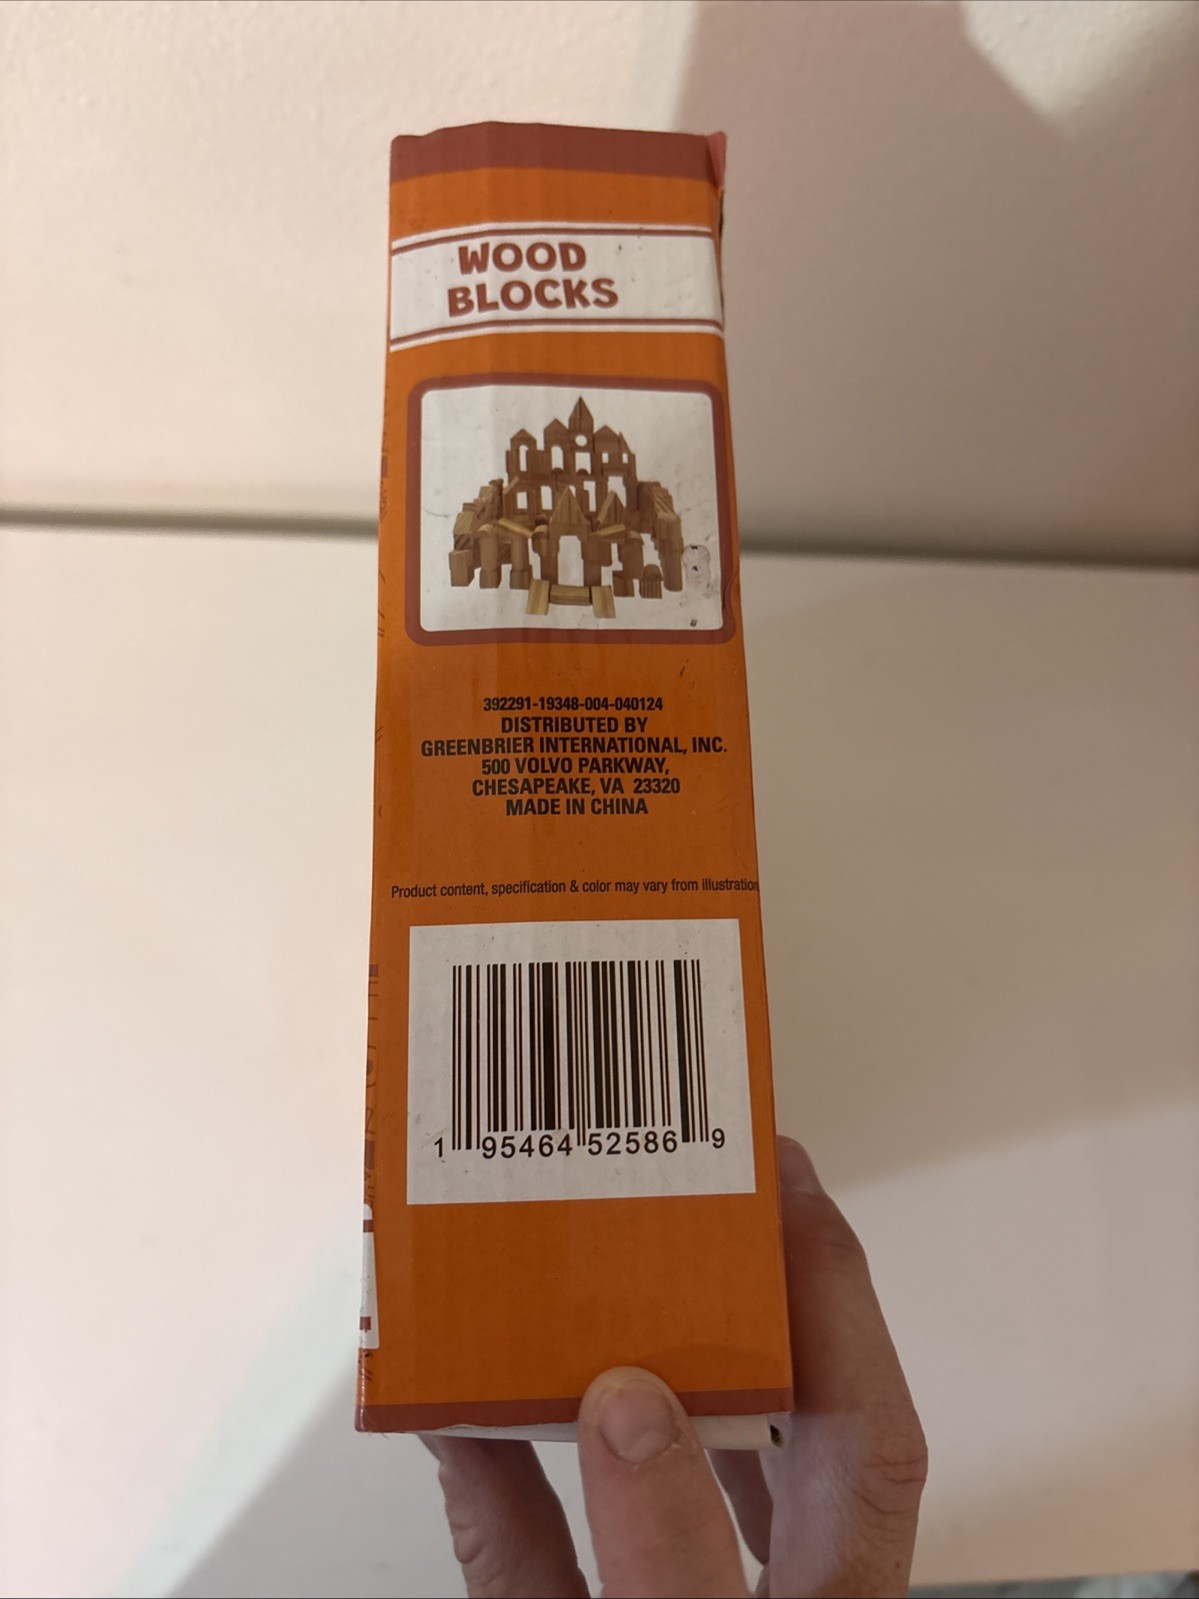 WOOD
BLOCKS
392291-19348-004-040124
DISTRIBUTED BY
GREENBRIER INTERNATIONAL, INC.
500 VOLVO PARKWAY,
CHESAPEAKE, VA 23320
MADE IN CHINA
Product content, specification & color may vary from illustration
1 95464 52586 9